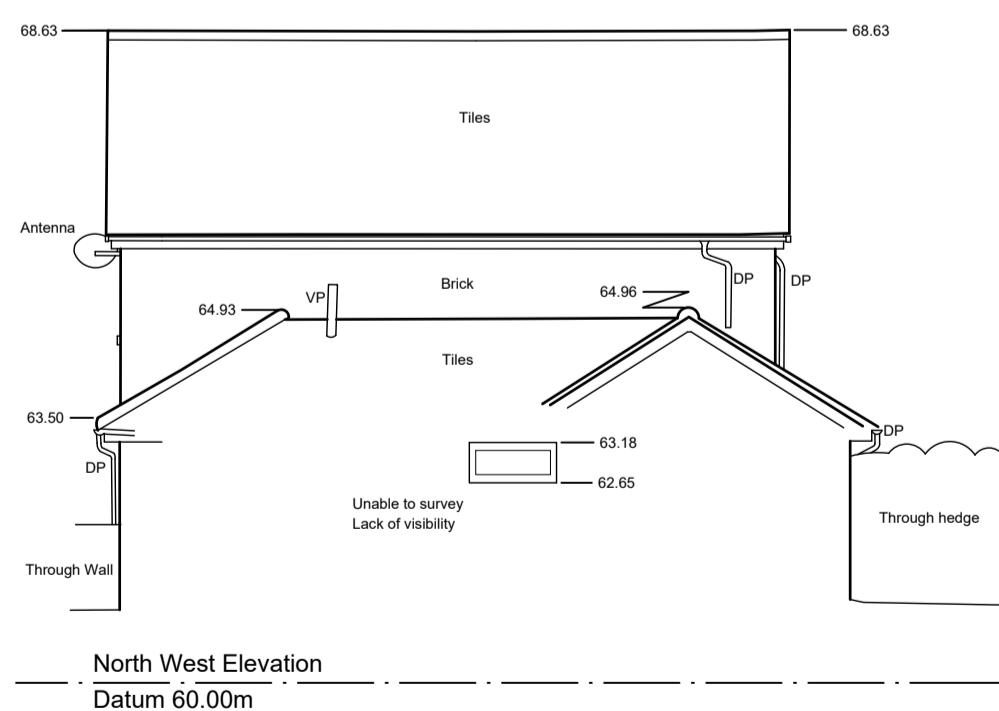 68.63
68.63
Tiles
Antenna
Brick
DP
DP
VP
64.96
64.93
Tiles
63.50
DP
63.18
DP
62.65
Unable to survey
Lack of visibility
Through hedge
Through Wall
North West Elevation
Datum 60.00m